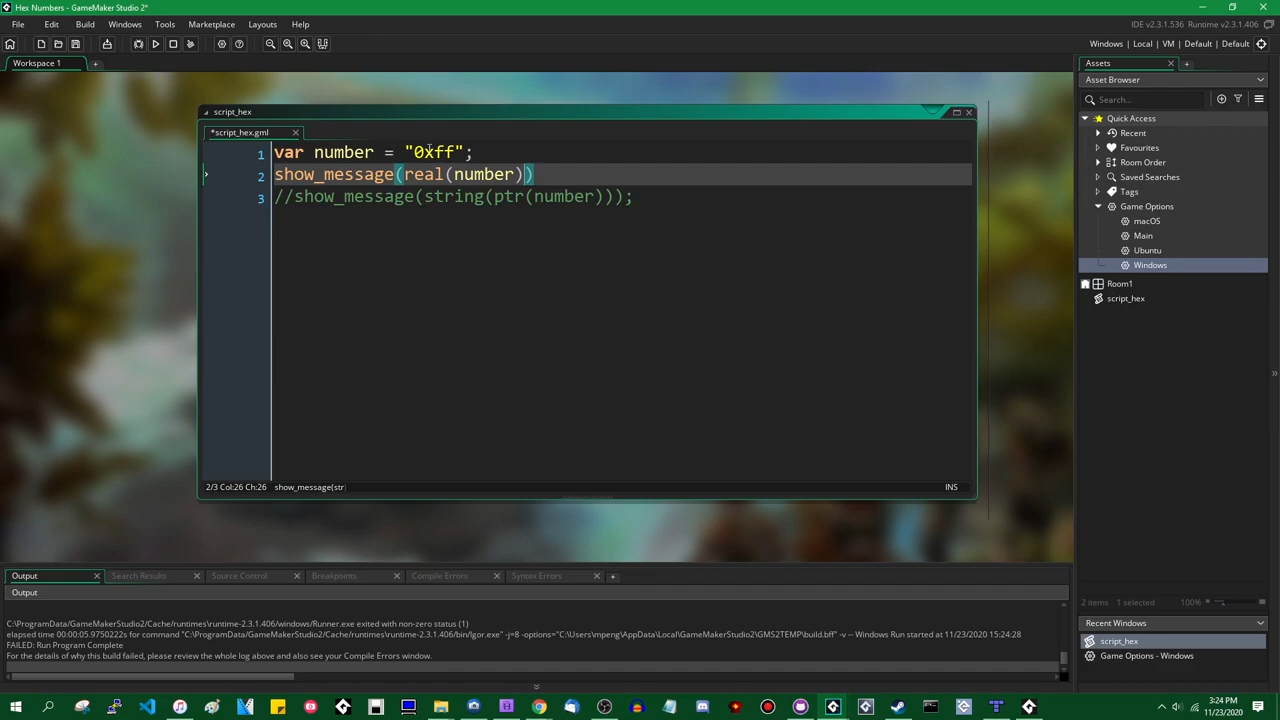 Hex Numbers - GameMaker Studio 2*
File Edit Build Windows Tools Marketplace Layouts Help
IDE v2.3.1.536 Runtime v2.3.1.406
Windows | Local | VM | Default | Default
Workspace 1
Assets
Asset Browser
Search...
Quick Access
Recent
Favourites
Room Order
Saved Searches
Tags
Game Options
macOS
Main
Ubuntu
Windows
Room1
script_hex
script_hex
*script_hex.gml
1 var number = "0xff";
2 show_message(real(number))
3 //show_message(string(ptr(number)));
2/3 Col:26 Ch:26 show_message(str)
INS
Output Search Results Source Control Breakpoints Compile Errors Syntax Errors
Output
C:\ProgramData/GameMakerStudio2/Cache/runtimes\runtime-2.3.1.406/windows/Runner.exe exited with non-zero status (1)
elapsed time 00:00:05.9750222s for command "C:\ProgramData/GameMakerStudio2/Cache/runtimes\runtime-2.3.1.406/bin/Igor.exe" -j=8 -options="C:\Users\mpeng\AppData\Local\GameMakerStudio2\GMS2TEMP\build.bff" -v -- Windows Run started at 11/23/2020 15:24:28
FAILED: Run Program Complete
For the details of why this build failed, please review the whole log above and also see your Compile Errors window.
2 items 1 selected 100%
Recent Windows
script_hex
Game Options - Windows
3:24 PM
11/23/2020